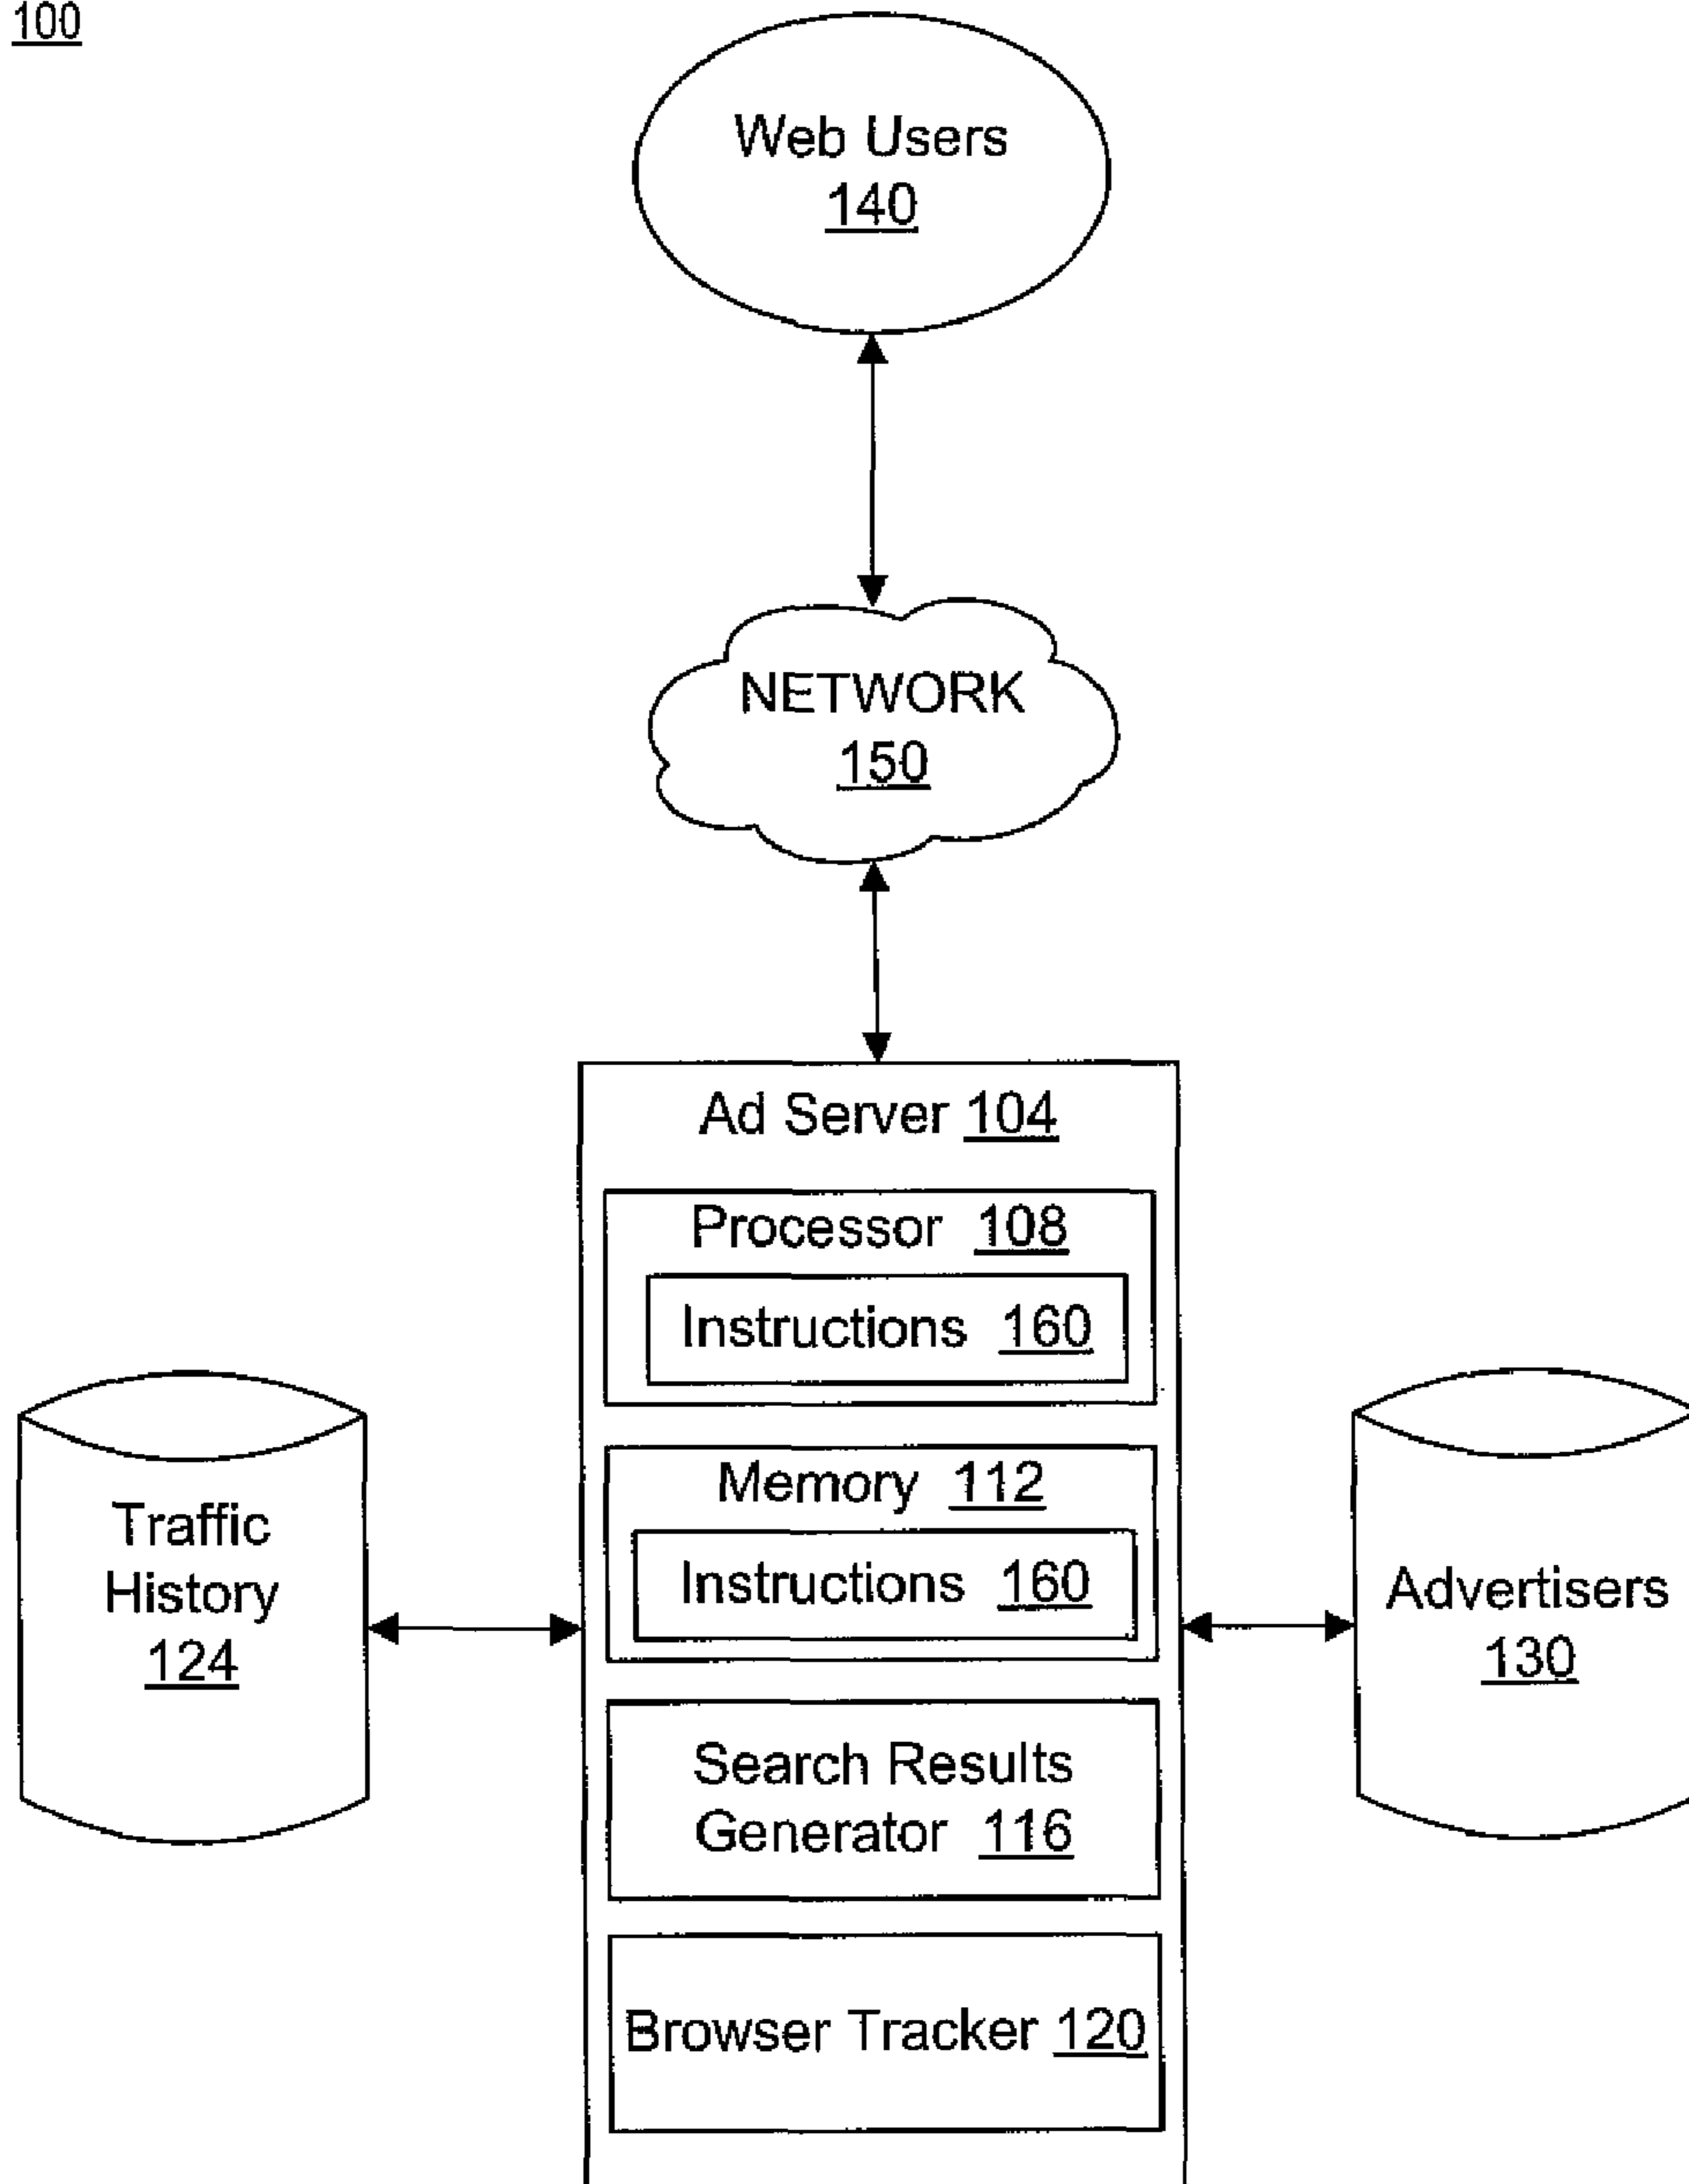 100
Web Users
140
NETWORK
150
Ad Server 104
Processor 108
Instructions 160
Memory 112
Instructions 160
Traffic
History
124
Advertisers
130
Search Results
Generator 116
Browser Tracker 120